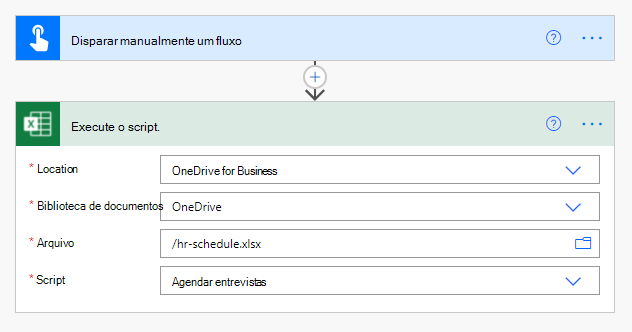 Disparar manualmente um fluxo
Execute o script.
* Location OneDrive for Business
* Biblioteca de documentos OneDrive
* Arquivo /hr-schedule.xlsx
* Script Agendar entrevistas